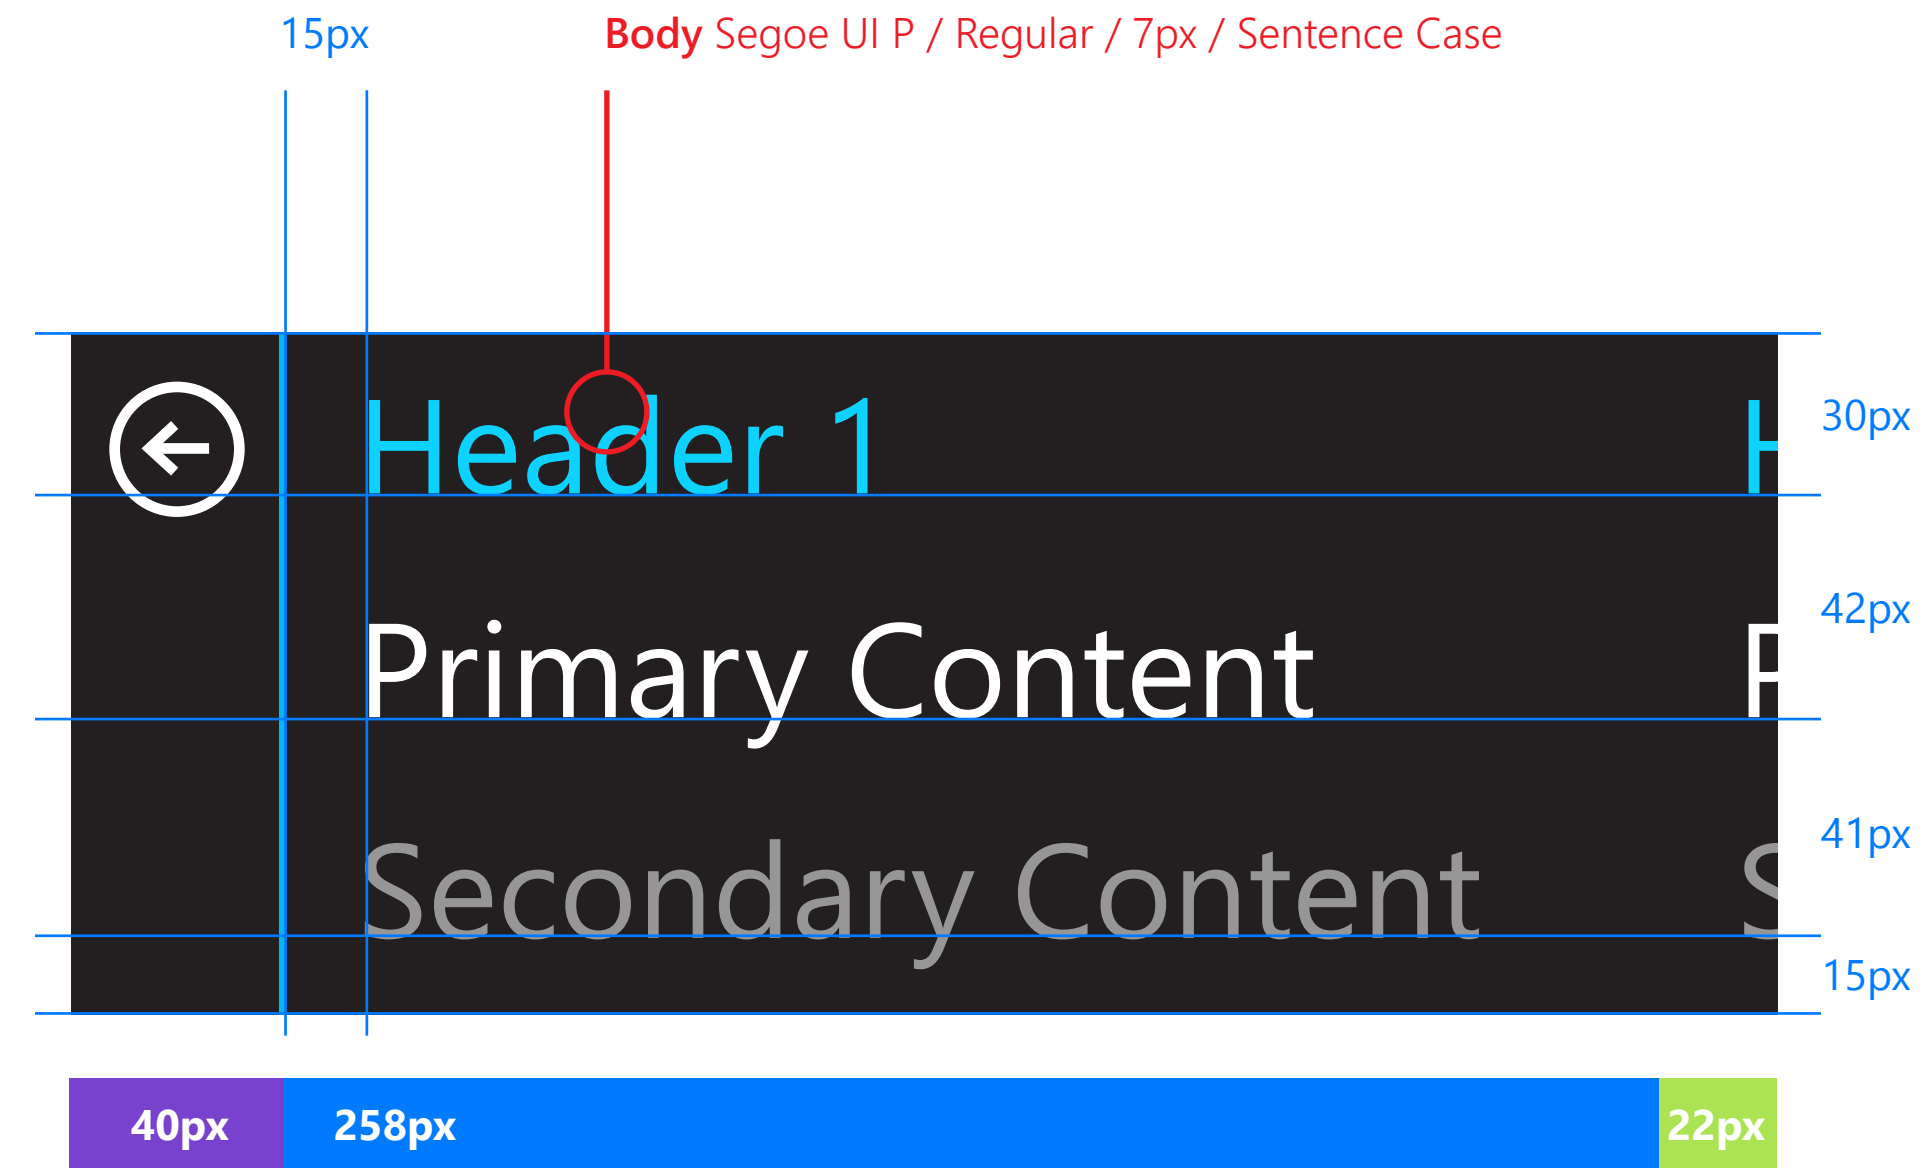 15px
Body Segoe UI P / Regular / 7px / Sentence Case
Header 1 H
30px
42px
Primary Content P
41px
Secondary Content S
15px
40px 258px 22px